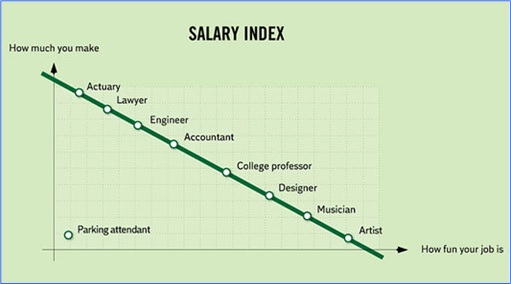 SALARY INDEX
How much you make
Actuary
Lawyer
Engineer
Accountant
College professor
Designer
Musician
Parking attendant
Artist
How fun your job is